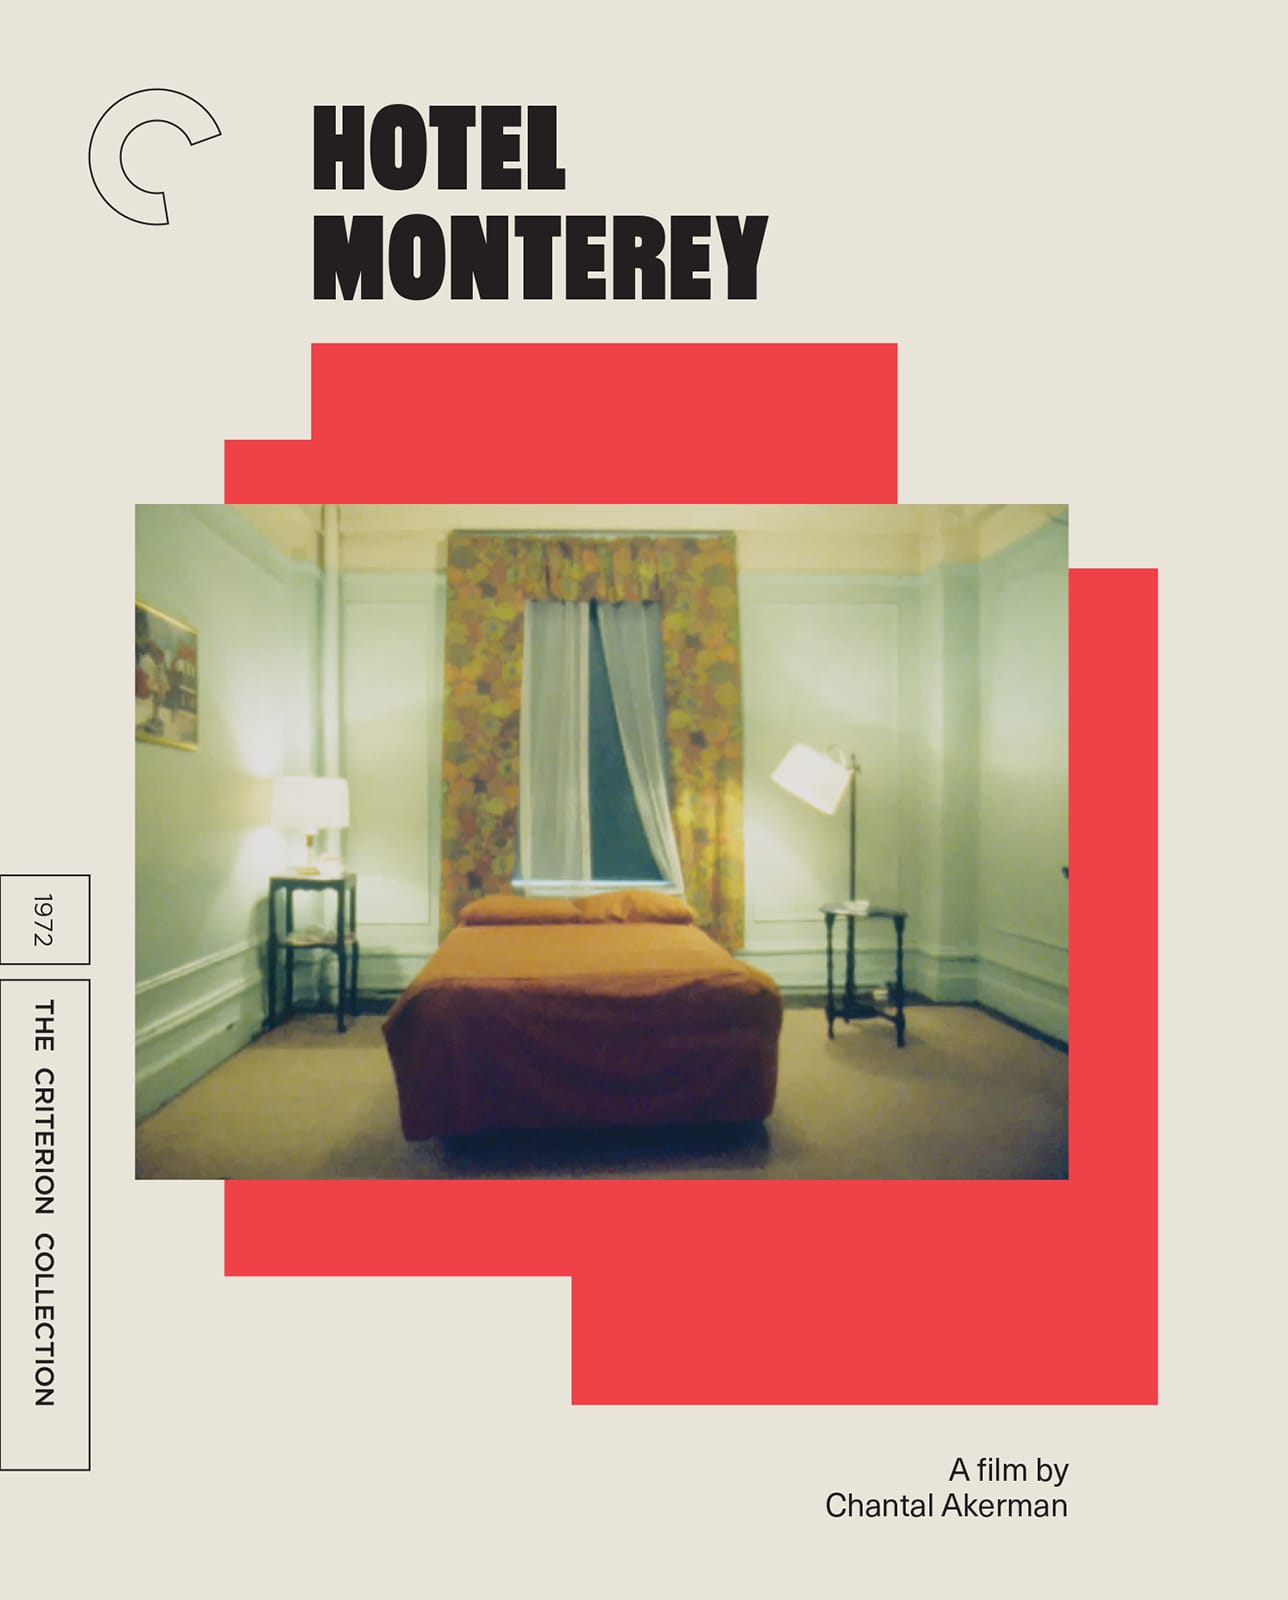 HOTEL
MONTEREY
1972
THE CRITERION COLLECTION
A film by
Chantal Akerman